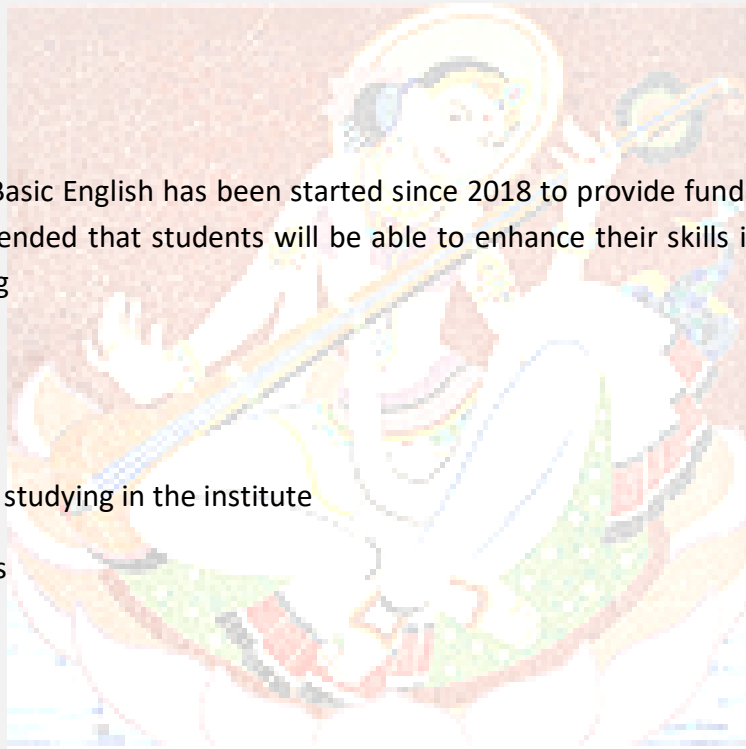 Basic English has been started since 2018 to provide fund
ended that students will be able to enhance their skills i
g
studying in the institute
s